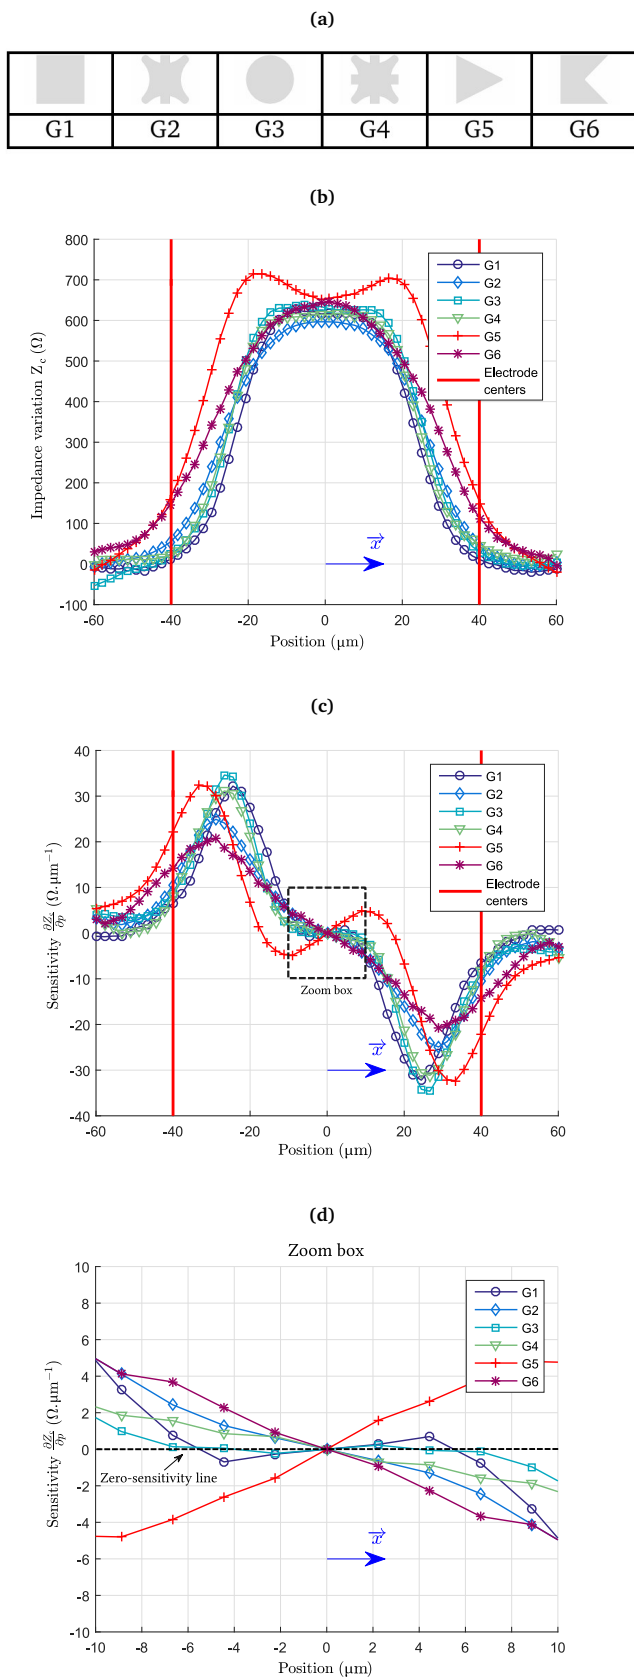 (a)
G1 G2 G3 G4 G5 G6
(b)
800
700
600
500
400
300
200
100
0
-100
-60 -40 -20 0 20 40 60
Impedance variation Z_c (Ω)
Position (µm)
G1
G2
G3
G4
G5
G6
Electrode
centers
x
(c)
40
30
20
10
0
-10
-20
-30
-40
-60 -40 -20 0 20 40 60
Sensitivity ∂Z/∂p (Ω.µm⁻¹)
Position (µm)
G1
G2
G3
G4
G5
G6
Electrode
centers
Zoom box
x
(d)
Zoom box
10
8
6
4
2
0
-2
-4
-6
-8
-10
-10 -8 -6 -4 -2 0 2 4 6 8 10
Sensitivity ∂Z/∂p (Ω.µm⁻¹)
Position (µm)
G1
G2
G3
G4
G5
G6
Zero-sensitivity line
x